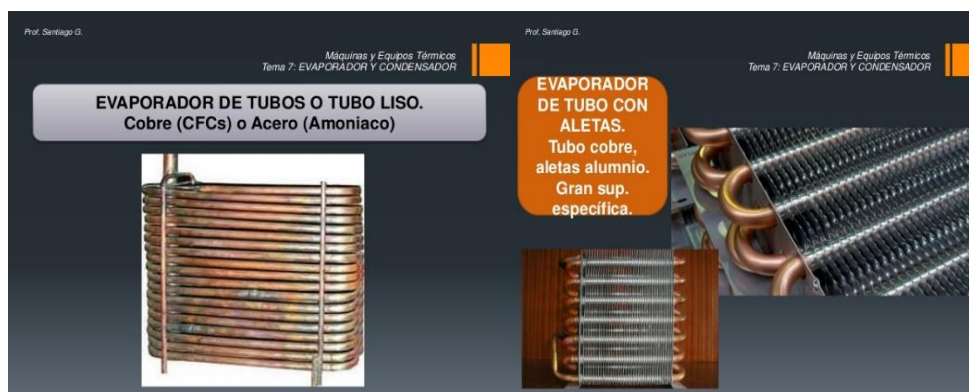 Prof. Santiago G.
Máquinas y Equipos Térmicos
Tema 7: EVAPORADOR Y CONDENSADOR
EVAPORADOR DE TUBOS O TUBO LISO.
Cobre (CFCs) o Acero (Amoniaco)
Prof. Santiago G.
Máquinas y Equipos Térmicos
Tema 7: EVAPORADOR Y CONDENSADOR
EVAPORADOR
DE TUBO CON
ALETAS.
Tubo cobre,
aletas alumnio.
Gran sup.
específica.